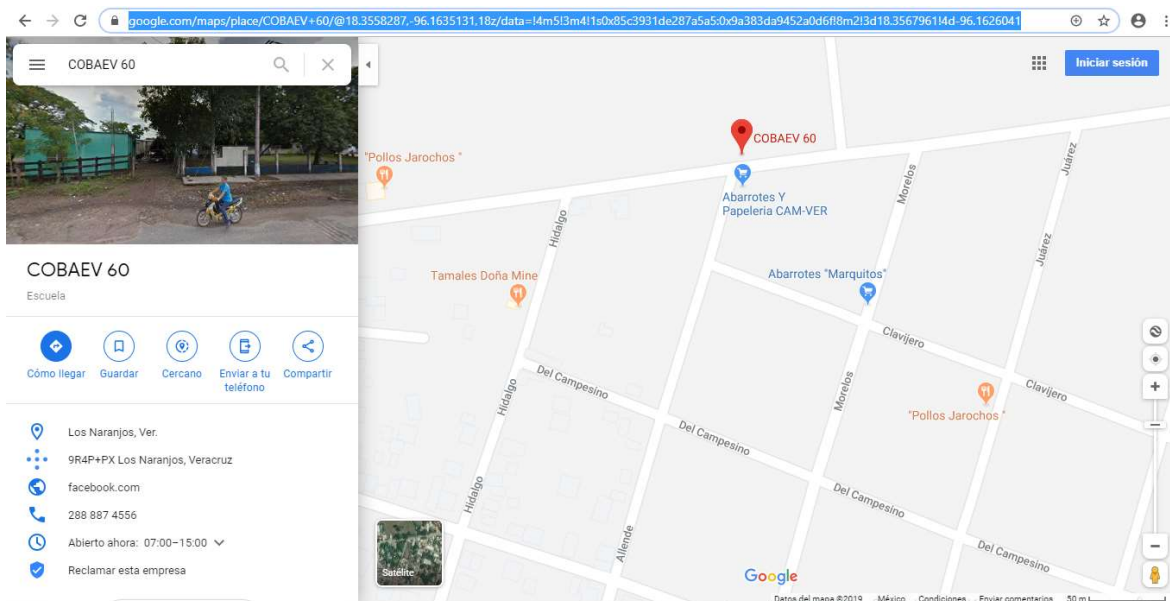 google.com/maps/place/COBAEV+60/@18.3558287,-96.1635131,18z/data=!4m5!3m4!1s0x85c3931de287a5a5:0x9a383da9452a0d6f!8m2!3d18.3567961!4d-96.1626041
COBAEV 60
COBAEV 60
Escuela
Cómo llegar
Guardar
Cercano
Enviar a tu
teléfono
Compartir
Los Naranjos, Ver.
9R4P+PX Los Naranjos, Veracruz
facebook.com
288 887 4556
Abierto ahora: 07:00–15:00
Reclamar esta empresa
Iniciar sesión
COBAEV 60
"Pollos Jarochos "
Abarrotes Y
Papeleria CAM-VER
Morelos
Juárez
Hidalgo
Juárez
Tamales Doña Mine
Abarrotes "Marquitos"
Clavijero
Del Campesino
Hidalgo
Morelos
Clavijero
"Pollos Jarochos "
Del Campesino
Hidalgo
Del Campesino
Allende
Del Campesino
Satélite
Google
Datos del mapa ©2019 México Condiciones Enviar comentarios 50 m